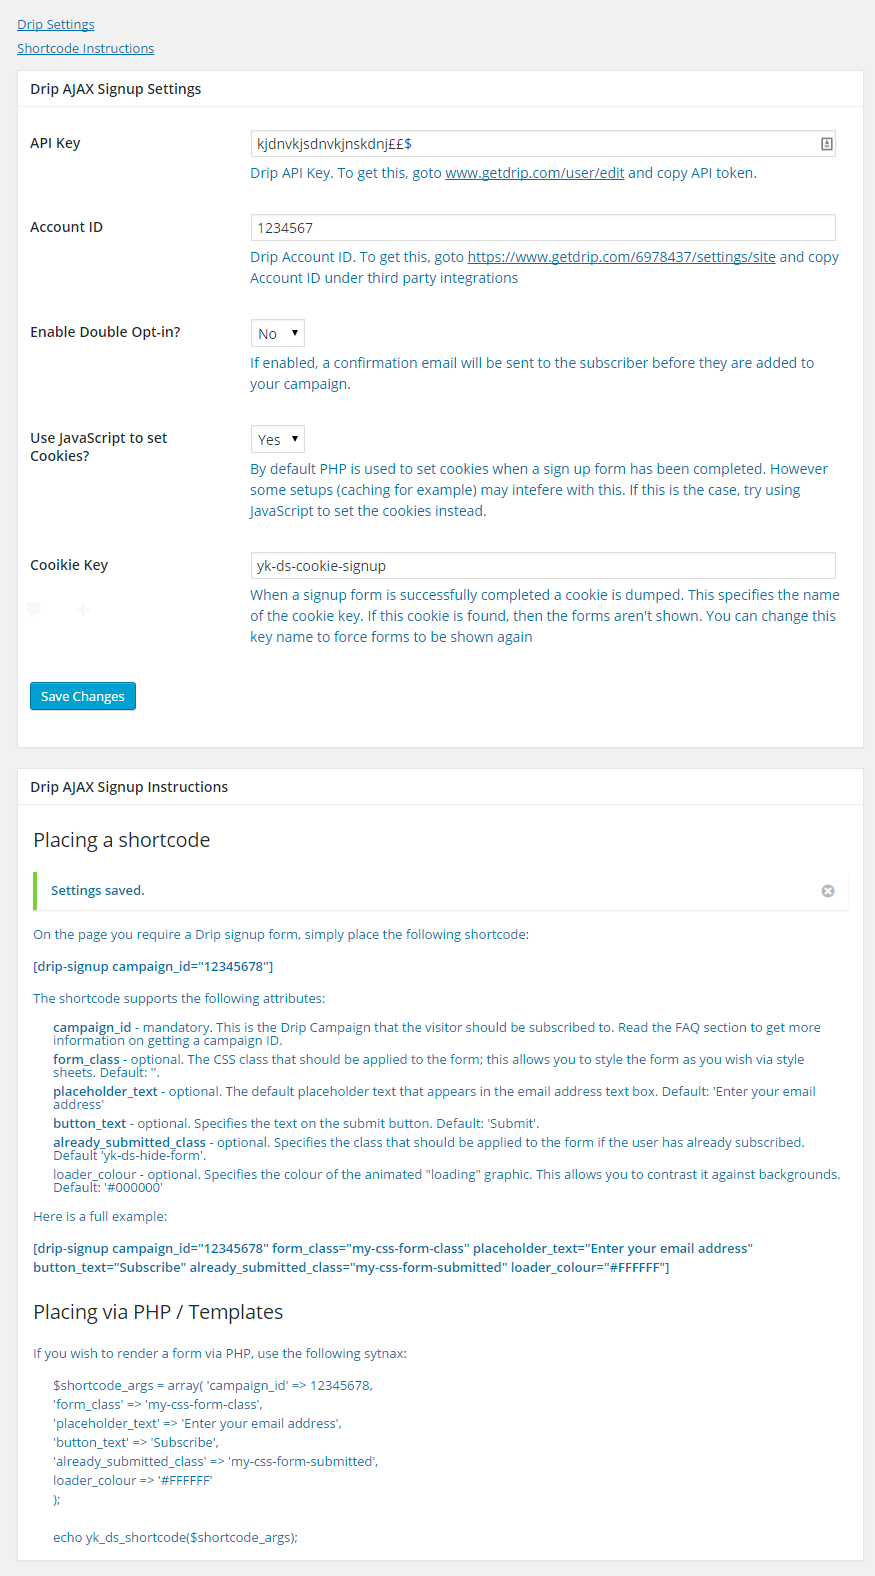 Drip Settings
Shortcode Instructions
Drip AJAX Signup Settings
API Key
kjdnvkjsdnvkjnskdnj££$
Drip API Key. To get this, goto www.getdrip.com/user/edit and copy API token.
Account ID
1234567
Drip Account ID. To get this, goto https://www.getdrip.com/6978437/settings/site and copy
Account ID under third party integrations
Enable Double Opt-in?
No
If enabled, a confirmation email will be sent to the subscriber before they are added to
your campaign.
Use JavaScript to set
Cookies?
Yes
By default PHP is used to set cookies when a sign up form has been completed. However
some setups (caching for example) may intefere with this. If this is the case, try using
JavaScript to set the cookies instead.
Cooikie Key
yk-ds-cookie-signup
When a signup form is successfully completed a cookie is dumped. This specifies the name
of the cookie key. If this cookie is found, then the forms aren't shown. You can change this
key name to force forms to be shown again
Save Changes
Drip AJAX Signup Instructions
Placing a shortcode
Settings saved.
On the page you require a Drip signup form, simply place the following shortcode:
[drip-signup campaign_id="12345678"]
The shortcode supports the following attributes:
campaign_id - mandatory. This is the Drip Campaign that the visitor should be subscribed to. Read the FAQ section to get more
information on getting a campaign ID.
form_class - optional. The CSS class that should be applied to the form; this allows you to style the form as you wish via style
sheets. Default: ''.
placeholder_text - optional. The default placeholder text that appears in the email address text box. Default: 'Enter your email
address'
button_text - optional. Specifies the text on the submit button. Default: 'Submit'.
already_submitted_class - optional. Specifies the class that should be applied to the form if the user has already subscribed.
Default 'yk-ds-hide-form'.
loader_colour - optional. Specifies the colour of the animated "loading" graphic. This allows you to contrast it against backgrounds.
Default: '#000000'
Here is a full example:
[drip-signup campaign_id="12345678" form_class="my-css-form-class" placeholder_text="Enter your email address"
button_text="Subscribe" already_submitted_class="my-css-form-submitted" loader_colour="#FFFFFF"]
Placing via PHP / Templates
If you wish to render a form via PHP, use the following sytnax:
$shortcode_args = array( 'campaign_id' => 12345678,
'form_class' => 'my-css-form-class',
'placeholder_text' => 'Enter your email address',
'button_text' => 'Subscribe',
'already_submitted_class' => 'my-css-form-submitted',
loader_colour => '#FFFFFF'
);
echo yk_ds_shortcode($shortcode_args);